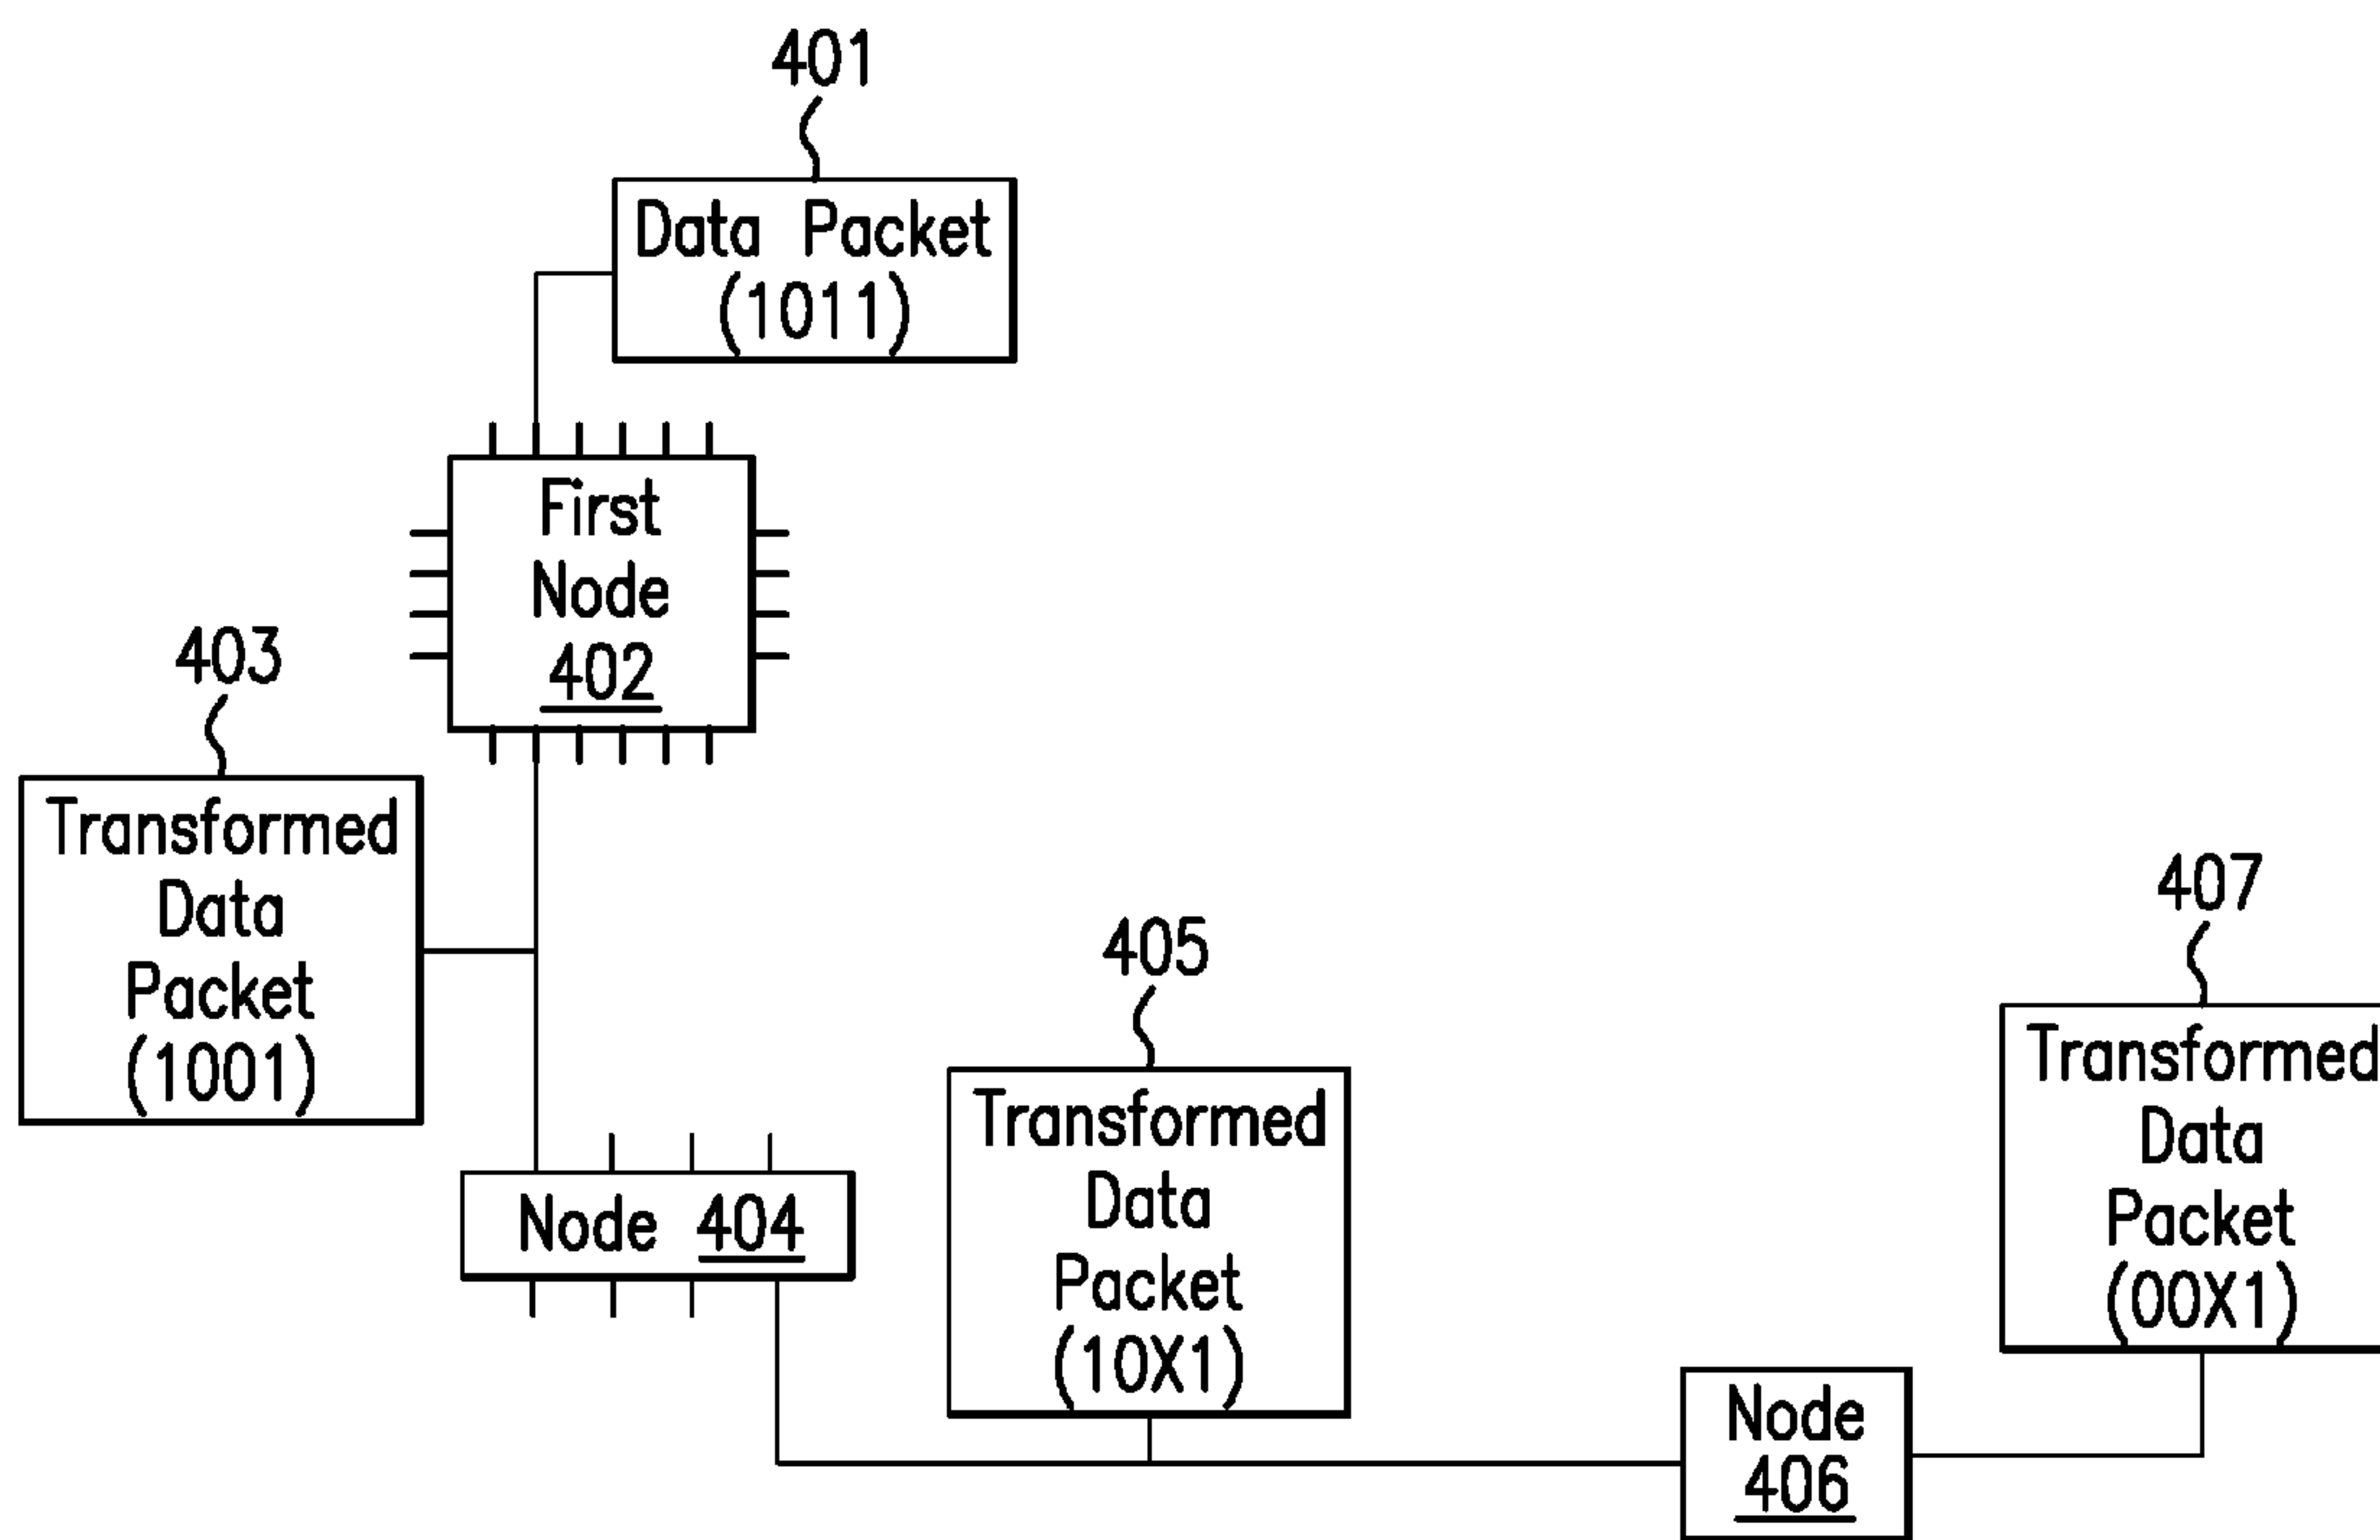 401
Data Packet
(1011)
First
Node
402
403
Transformed
Data
Packet
(1001)
Node 404
405
Transformed
Data
Packet
(10X1)
Node
406
407
Transformed
Data
Packet
(00X1)